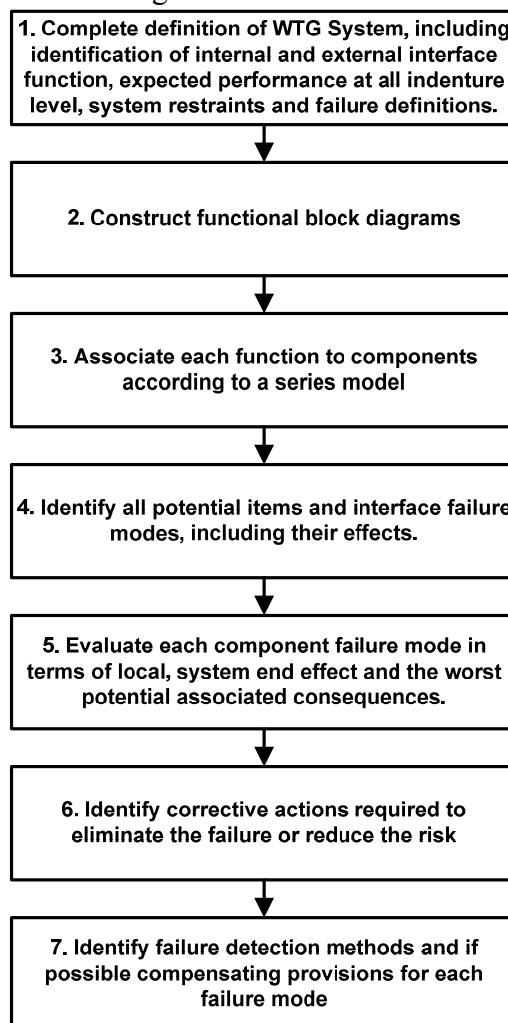 1. Complete definition of WTG System, including
identification of internal and external interface
function, expected performance at all indenture
level, system restraints and failure definitions.
2. Construct functional block diagrams
3. Associate each function to components
according to a series model
4. Identify all potential items and interface failure
modes, including their effects.
5. Evaluate each component failure mode in
terms of local, system end effect and the worst
potential associated consequences.
6. Identify corrective actions required to
eliminate the failure or reduce the risk
7. Identify failure detection methods and if
possible compensating provisions for each
failure mode